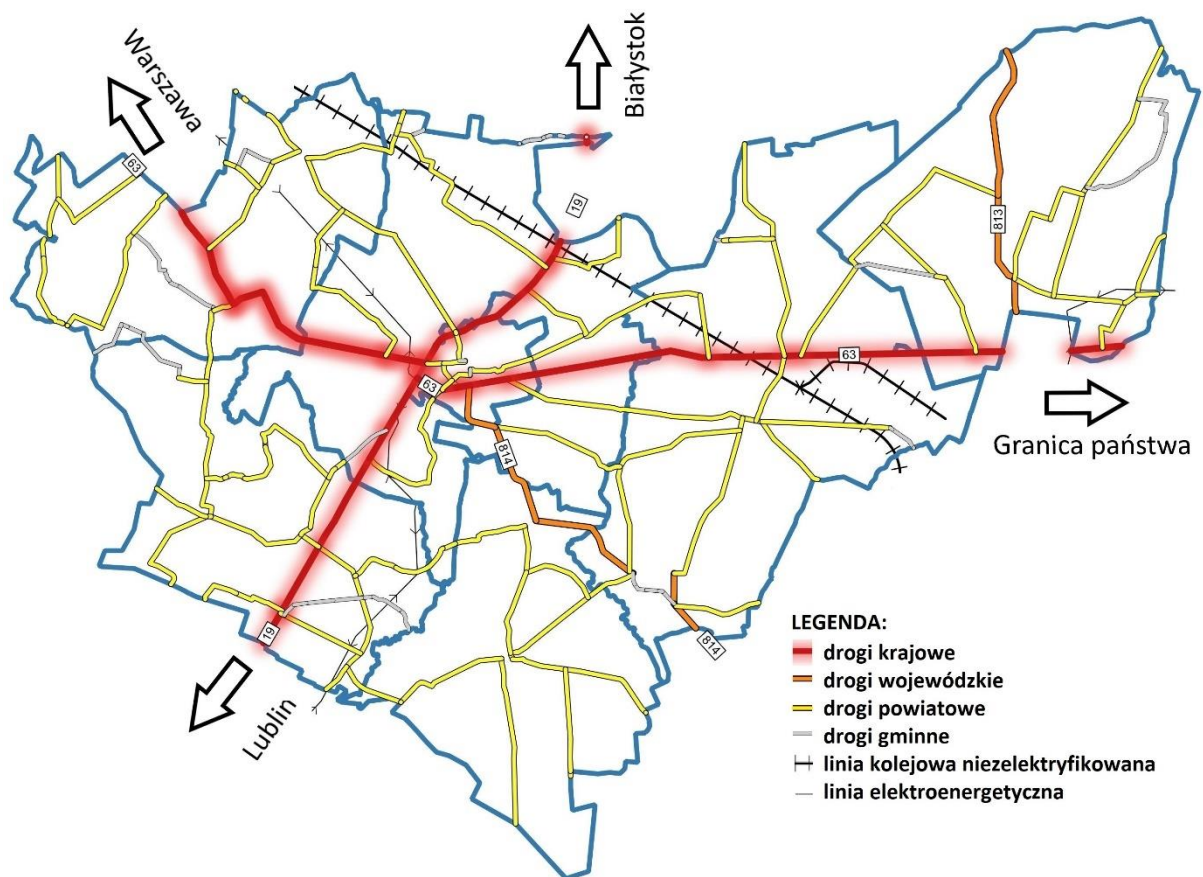 Warszawa
Białystok
63
19
813
63
63
Granica państwa
814
814
19
Lublin
LEGENDA:
drogi krajowe
drogi wojewódzkie
drogi powiatowe
drogi gminne
linia kolejowa niezelektryfikowana
linia elektroenergetyczna